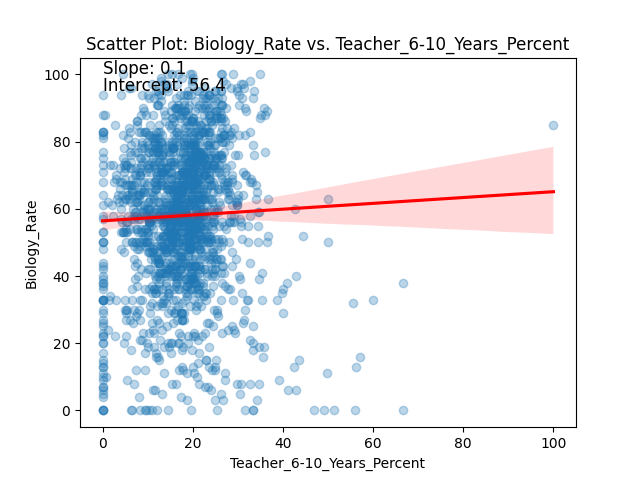 Scatter Plot: Biology_Rate vs. Teacher_6-10_Years_Percent
Slope: 0.1
Intercept: 56.4
100
80
60
40
20
0
Biology_Rate
0 20 40 60 80 100
Teacher_6-10_Years_Percent